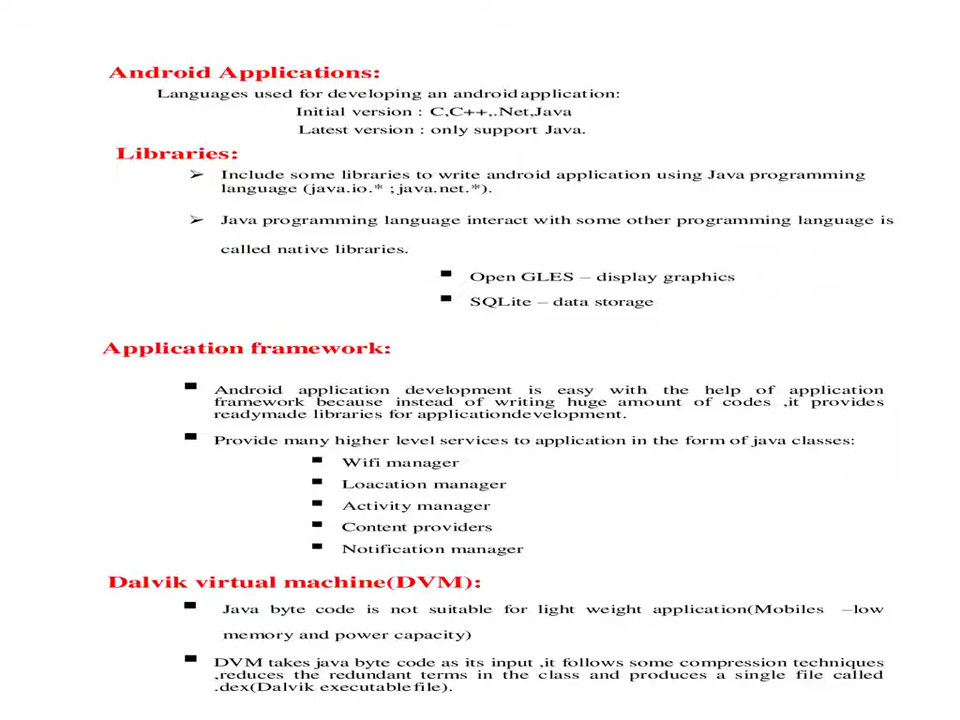 Android Applications:
Languages used for developing an android application:
Initial version : C,C++,.Net,Java
Latest version : only support Java.
Libraries:
➢ Include some libraries to write android application using Java programming
language (java.io.* ;java.net.*).
➢ Java programming language interact with some other programming language is
called native libraries.
▪ Open GLES – display graphics
▪ SQLite – data storage
Application framework:
▪ Android application development is easy with the help of application
framework because instead of writing huge amount of codes ,it provides
readymade libraries for applicationdevelopment.
▪ Provide many higher level services to application in the form of java classes:
▪ Wifi manager
▪ Loacation manager
▪ Activity manager
▪ Content providers
▪ Notification manager
Dalvik virtual machine(DVM):
▪ Java byte code is not suitable for light weight application(Mobiles –low
memory and power capacity)
▪ DVM takes java byte code as its input ,it follows some compression techniques
,reduces the redundant terms in the class and produces a single file called
.dex(Dalvik executable file).